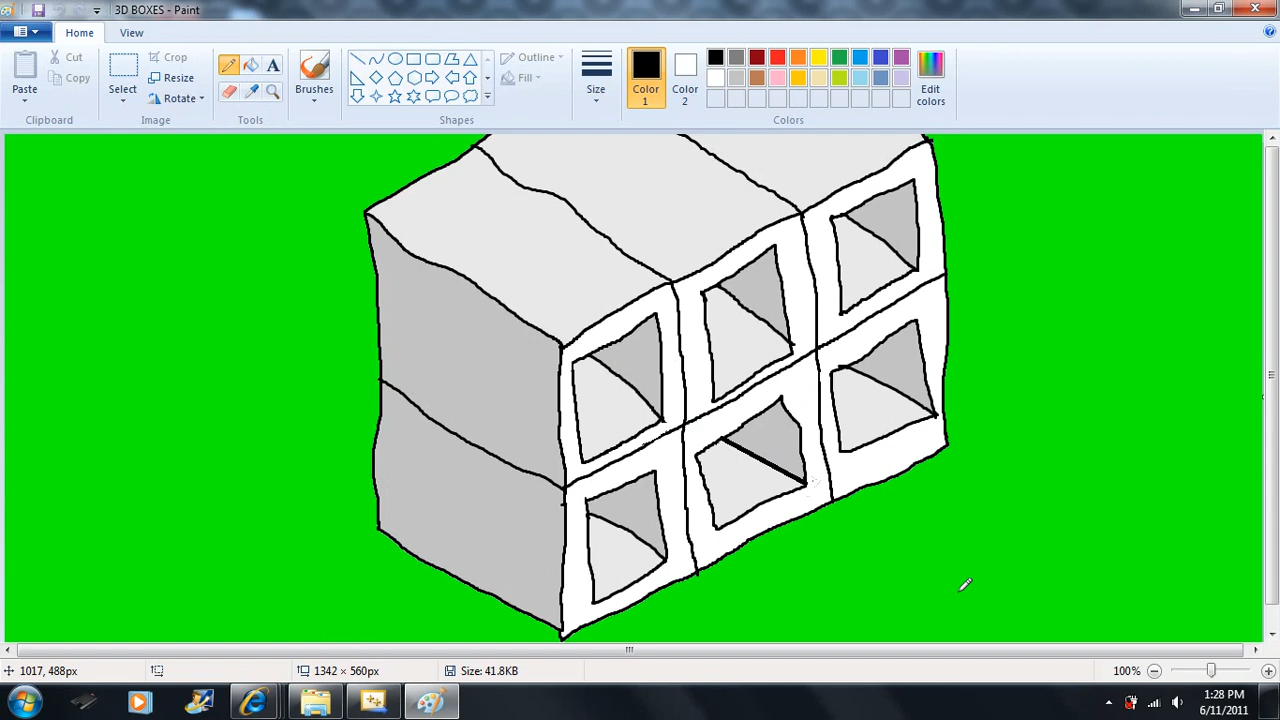 3D BOXES - Paint
Home
View
Paste
Cut
Copy
Select
Crop
Resize
Rotate
Brushes
Outline
Fill
Size
Color 1
Color 2
Edit colors
Clipboard
Image
Tools
Shapes
Colors
1017, 488px
1342 × 560px
Size: 41.8KB
100%
1:28 PM
6/11/2011